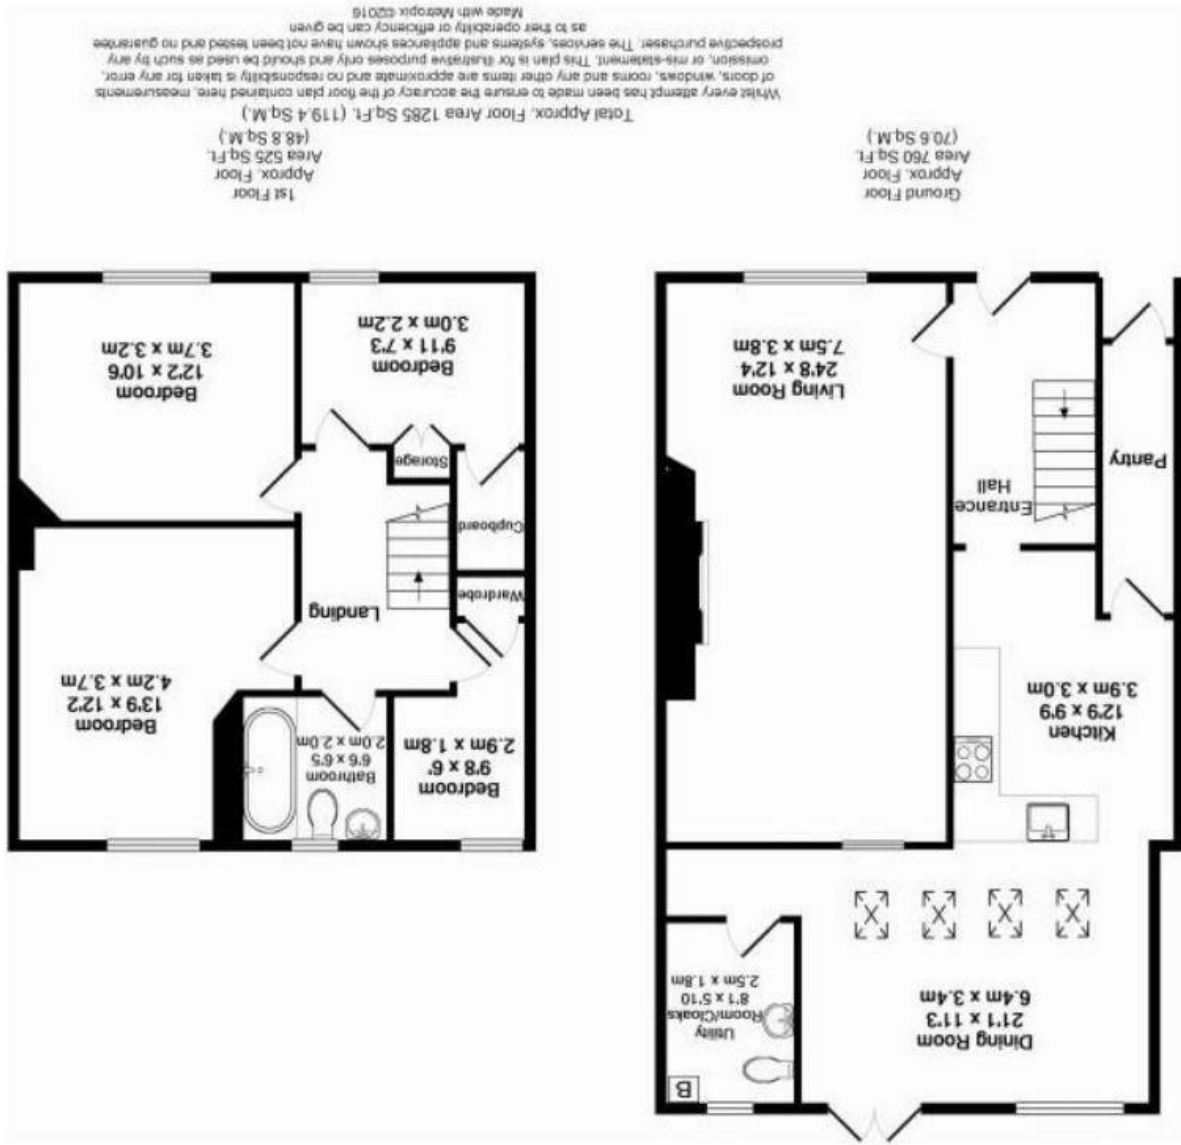 Dining Room
21'1 x 11'3
6.4m x 3.4m
Utility
Room/Cloaks
8'1 x 5'10
2.5m x 1.8m
B
Kitchen
12'9 x 9'9
3.9m x 3.0m
Living Room
24'8 x 12'4
7.5m x 3.8m
Entrance
Hall
Pantry
Bedroom
9'8 x 6'
2.9m x 1.8m
Bathroom
6'6 x 6'5
2.0m x 2.0m
Bedroom
13'9 x 12'2
4.2m x 3.7m
Landing
Wardrobe
Cupboard
Storage
Bedroom
9'11 x 7'3
3.0m x 2.2m
Bedroom
12'2 x 10'6
3.7m x 3.2m
Ground Floor
Approx. Floor
Area 760 Sq.Ft.
(70.6 Sq.M.)
1st Floor
Approx. Floor
Area 525 Sq.Ft.
(48.8 Sq.M.)
Total Approx. Floor Area 1285 Sq.Ft. (119.4 Sq.M.)
Whilst every attempt has been made to ensure the accuracy of the floor plan contained here, measurements
of doors, windows, rooms and any other items are approximate and no responsibility is taken for any error,
omission, or mis-statement. This plan is for illustrative purposes only and should be used as such by any
prospective purchaser. The services, systems and appliances shown have not been tested and no guarantee
as to their operability or efficiency can be given
Made with Metropix ©2016